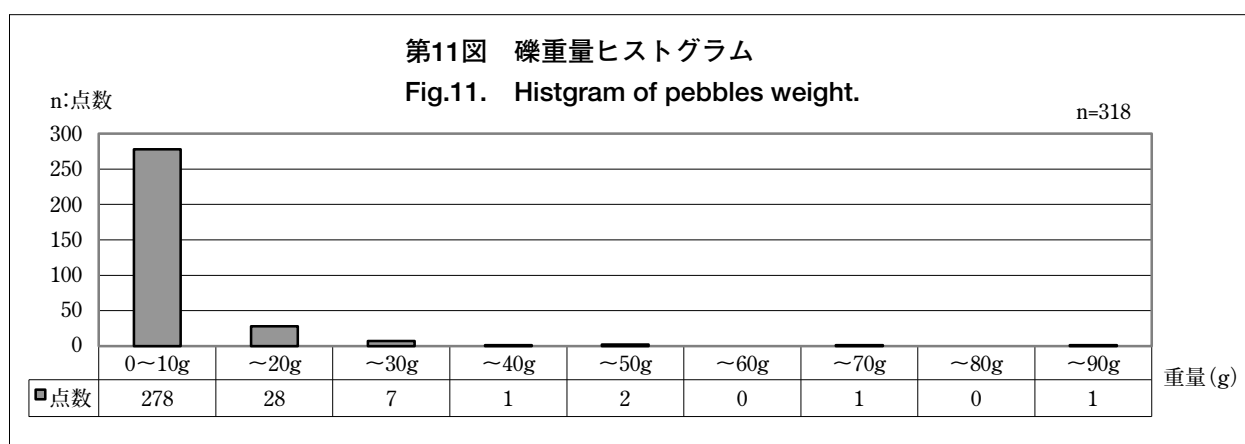 第11図 礫重量ヒストグラム
Fig.11. Histgram of pebbles weight.
n:点数
n=318
300
250
200
150
100
50
0
0～10g ～20g ～30g ～40g ～50g ～60g ～70g ～80g ～90g
重量(g)
点数 278 28 7 1 2 0 1 0 1